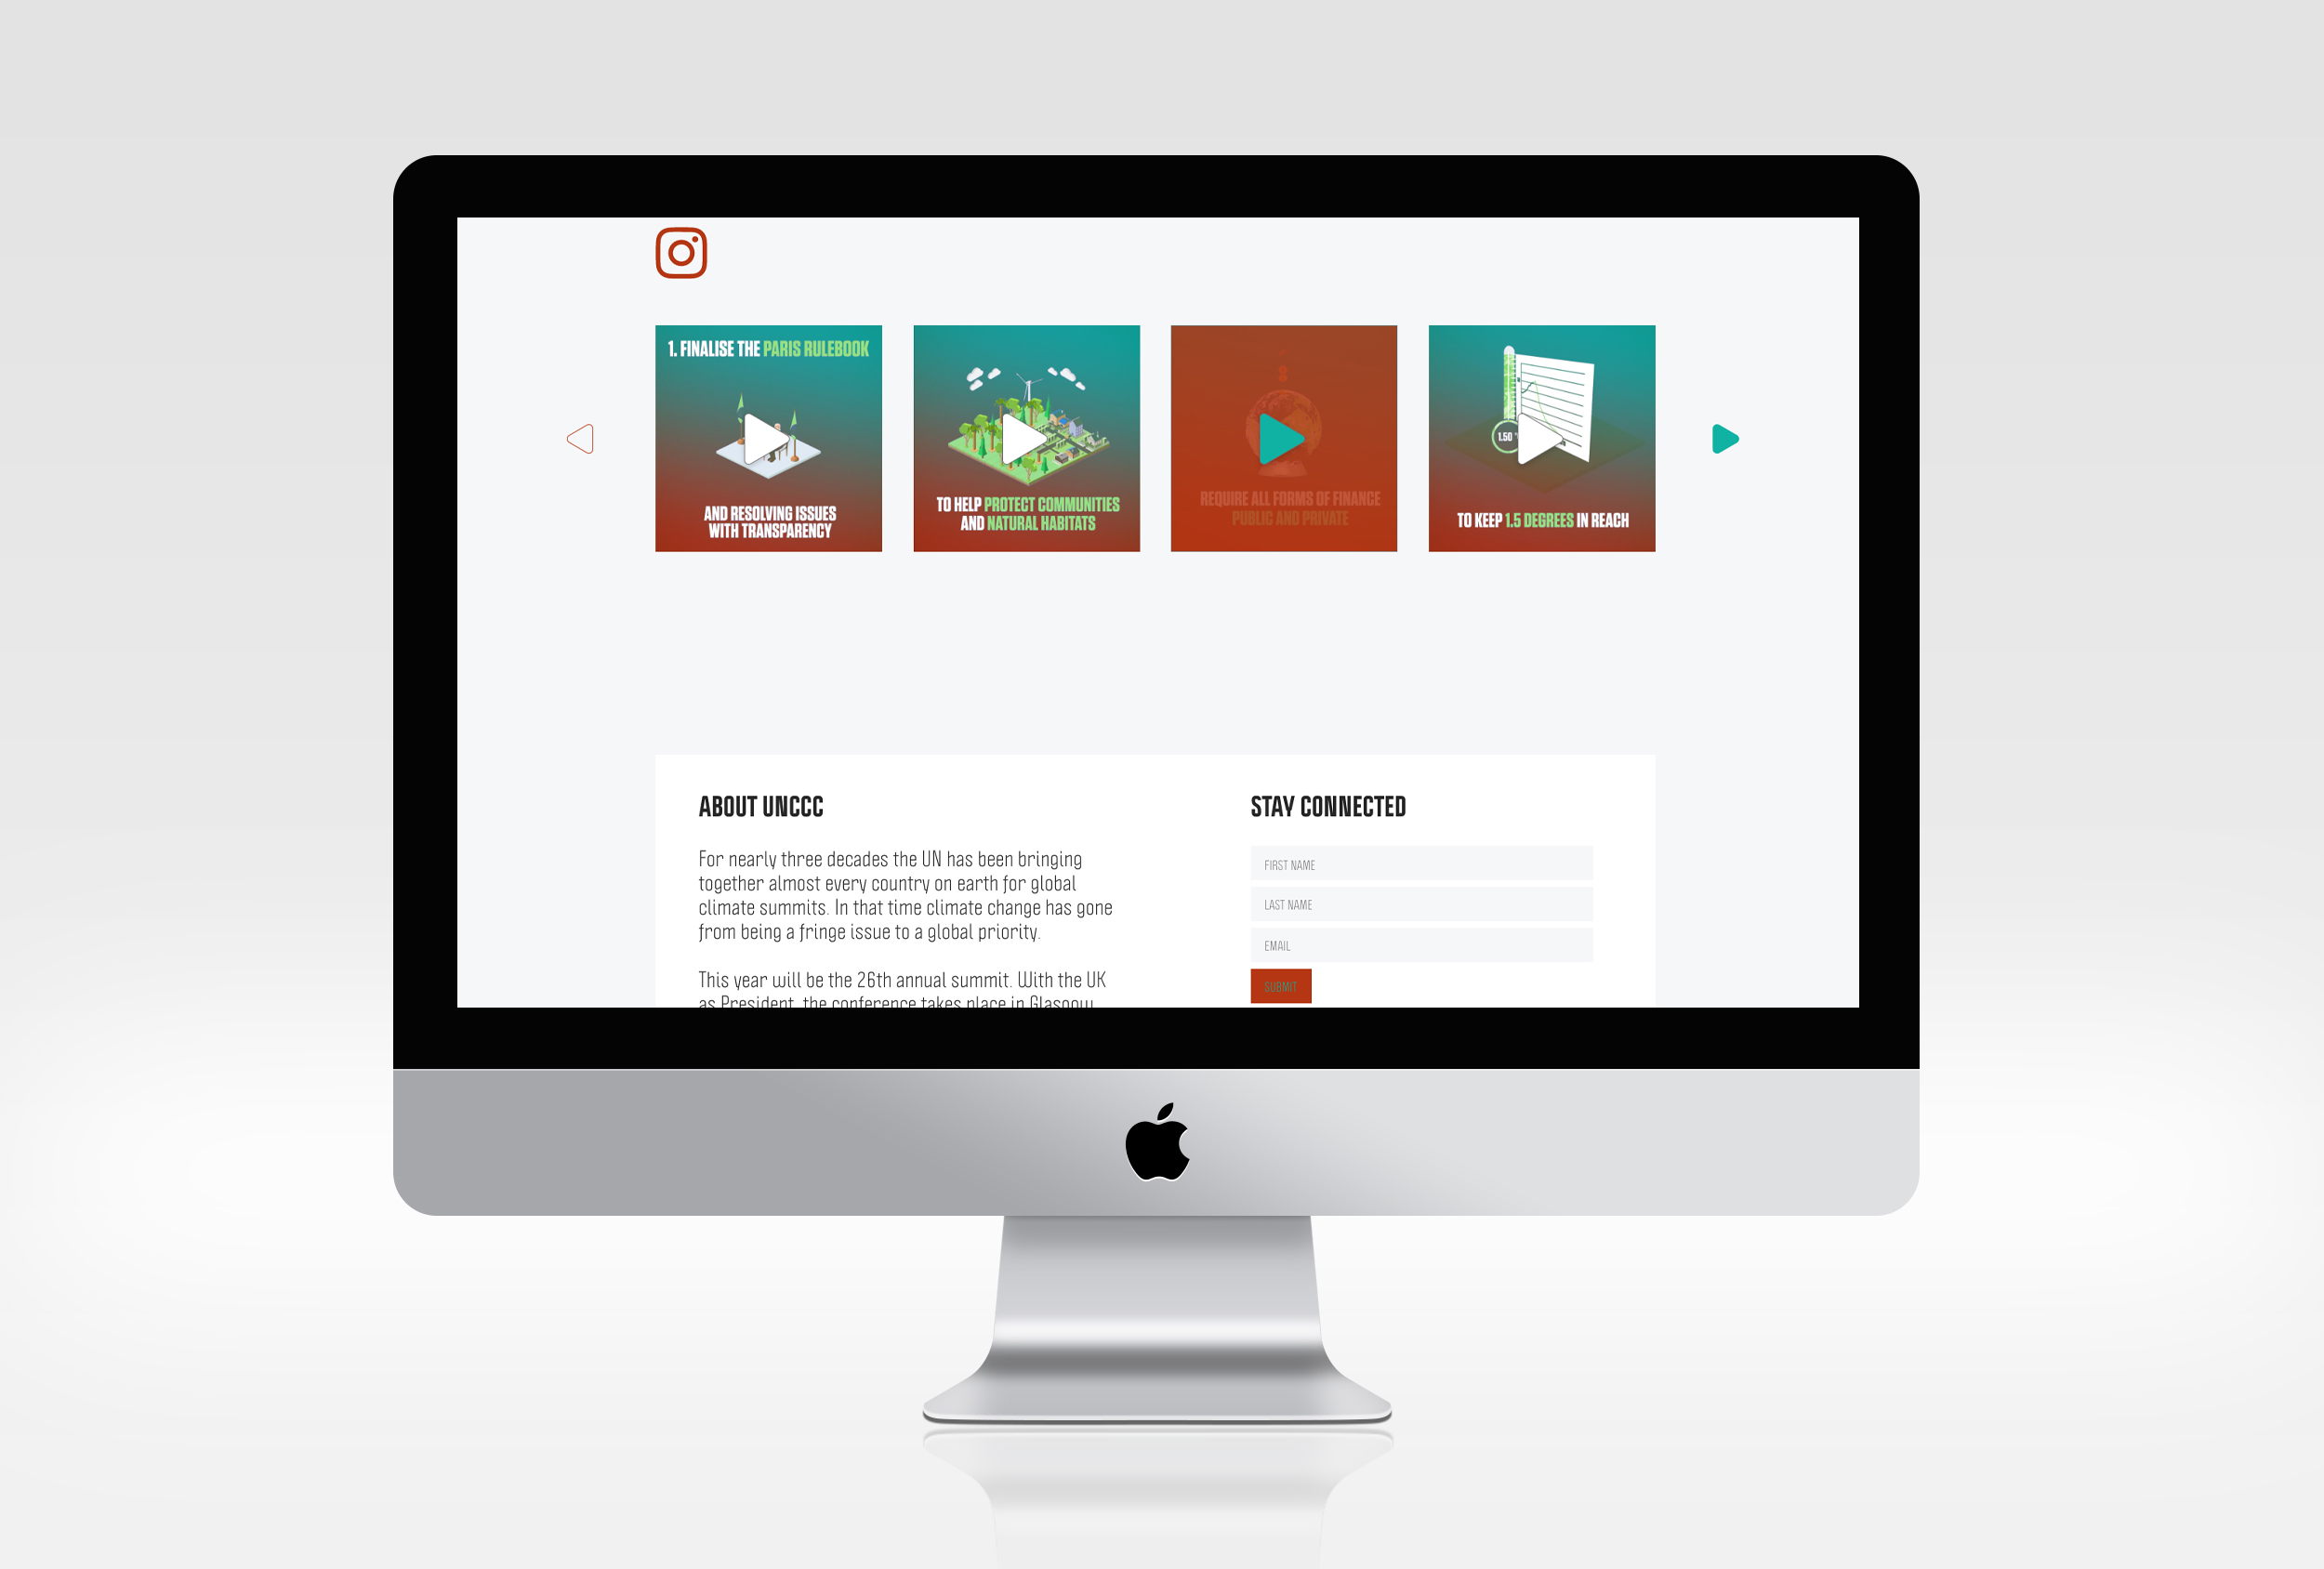 1. FINALISE THE PARIS RULEBOOK
AND RESOLVING ISSUES
WITH TRANSPARENCY
TO HELP PROTECT COMMUNITIES
AND NATURAL HABITATS
REQUIRE ALL FORMS OF FINANCE
PUBLIC AND PRIVATE
1.50
TO KEEP 1.5 DEGREES IN REACH
ABOUT UNCCC
For nearly three decades the UN has been bringing
together almost every country on earth for global
climate summits. In that time climate change has gone
from being a fringe issue to a global priority.
This year will be the 26th annual summit. With the UK
as President, the conference takes place in Glasgow
STAY CONNECTED
FIRST NAME
LAST NAME
EMAIL
SUBMIT